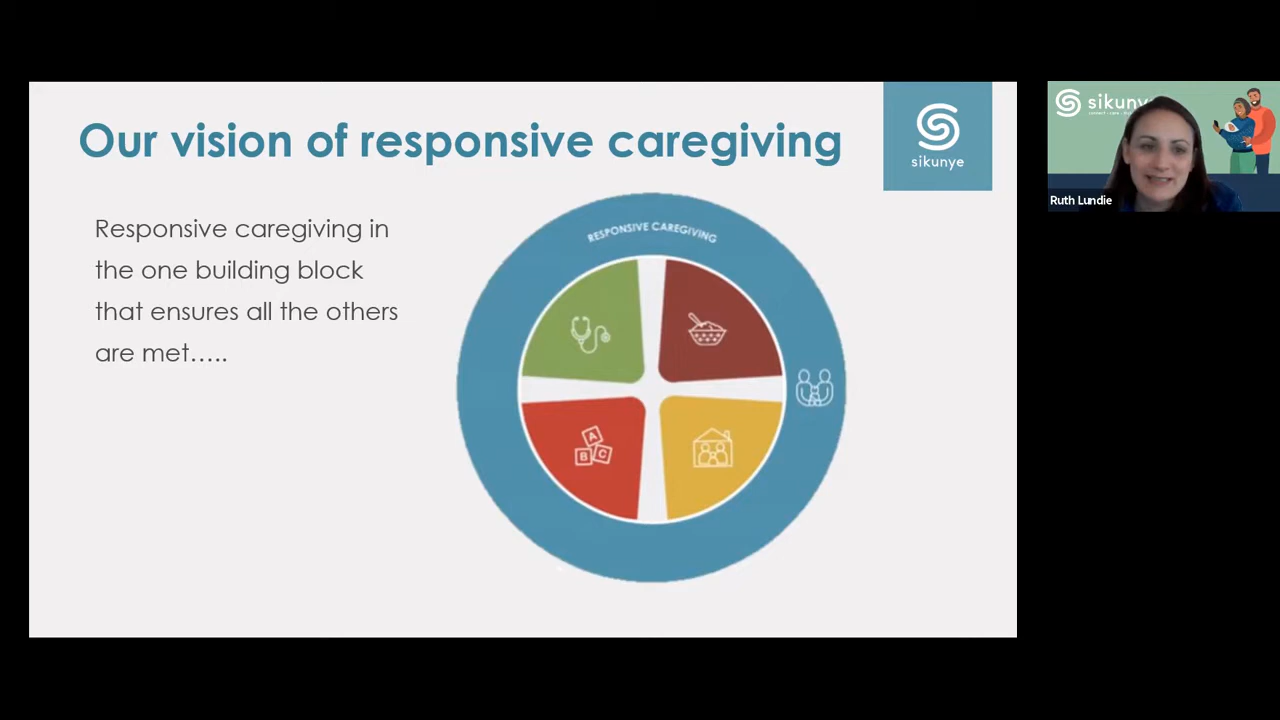 Our vision of responsive caregiving
sikunye
Responsive caregiving in
the one building block
that ensures all the others
are met.....
RESPONSIVE CAREGIVING
A
B C
Ruth Lundie